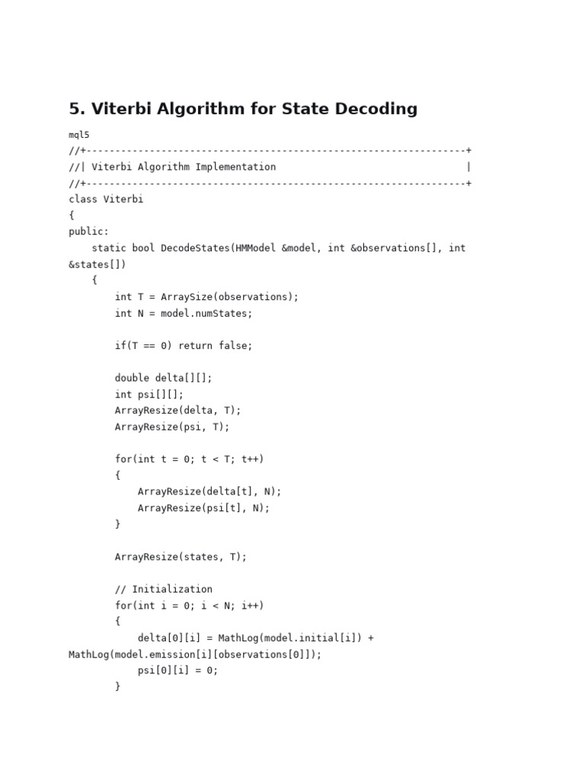 5. Viterbi Algorithm for State Decoding
mql5
//+------------------------------------------------------------------+
//| Viterbi Algorithm Implementation                                 |
//+------------------------------------------------------------------+
class Viterbi
{
public:
    static bool DecodeStates(HMModel &model, int &observations[], int
&states[])
    {
        int T = ArraySize(observations);
        int N = model.numStates;

        if(T == 0) return false;

        double delta[][];
        int psi[][];
        ArrayResize(delta, T);
        ArrayResize(psi, T);

        for(int t = 0; t < T; t++)
        {
            ArrayResize(delta[t], N);
            ArrayResize(psi[t], N);
        }

        ArrayResize(states, T);

        // Initialization
        for(int i = 0; i < N; i++)
        {
            delta[0][i] = MathLog(model.initial[i]) +
MathLog(model.emission[i][observations[0]]);
            psi[0][i] = 0;
        }